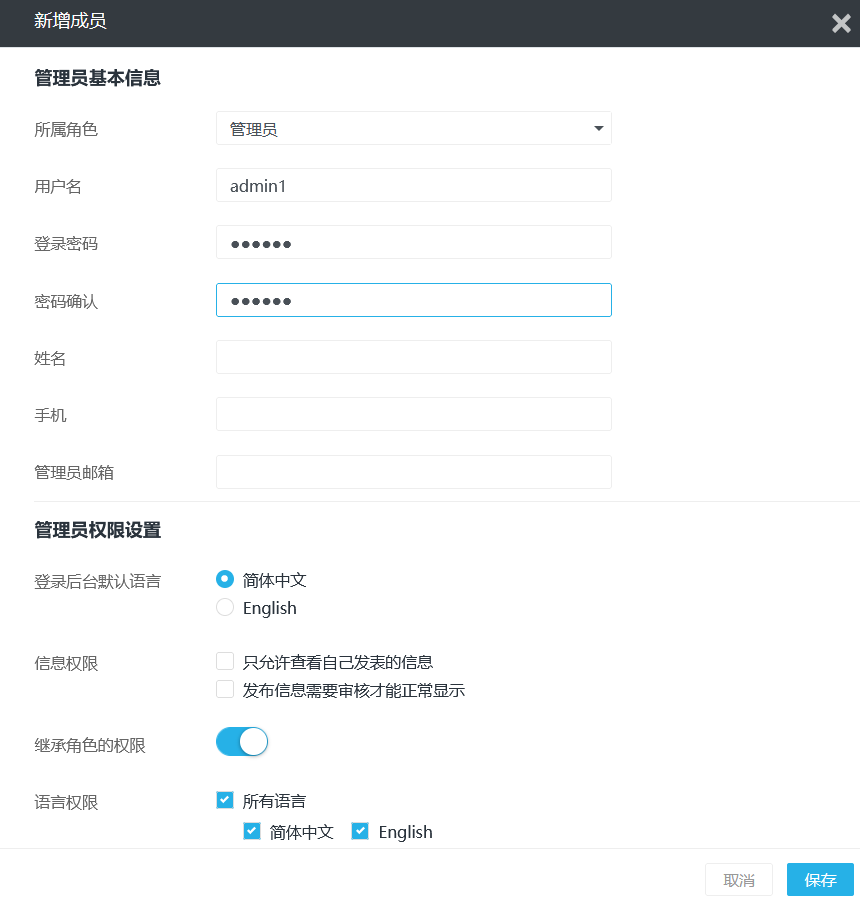 新增成员
管理员基本信息
所属角色
管理员
用户名
admin1
登录密码
●●●●●●
密码确认
●●●●●●
姓名
手机
管理员邮箱
管理员权限设置
登录后台默认语言
简体中文
English
信息权限
只允许查看自己发表的信息
发布信息需要审核才能正常显示
继承角色的权限
语言权限
所有语言
简体中文 English
取消 保存